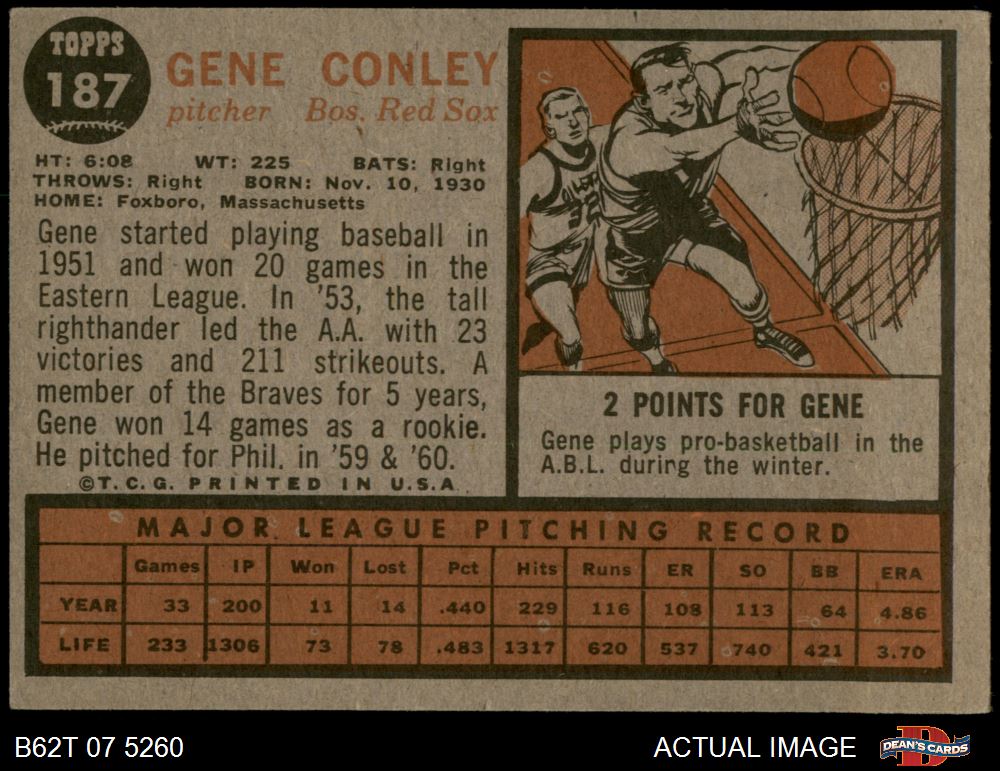 TOPPS
187
GENE CONLEY
pitcher Bos. Red Sox
HT: 6:08 WT: 225 BATS: Right
THROWS: Right BORN: Nov. 10, 1930
HOME: Foxboro, Massachusetts
Gene started playing baseball in
1951 and won 20 games in the
Eastern League. In '53, the tall
righthander led the A.A. with 23
victories and 211 strikeouts. A
member of the Braves for 5 years,
Gene won 14 games as a rookie.
He pitched for Phil. in '59 & '60.
©T.C.G. PRINTED IN U.S.A.
2 POINTS FOR GENE
Gene plays pro-basketball in the
A.B.L. during the winter.
MAJOR LEAGUE PITCHING RECORD
Games IP Won Lost Pct Hits Runs ER SO BB ERA
YEAR 33 200 11 14 .440 229 116 108 113 64 4.86
LIFE 233 1306 73 78 .483 1317 620 537 740 421 3.70
B62T 07 5260
ACTUAL IMAGE
DEAN'S CARDS